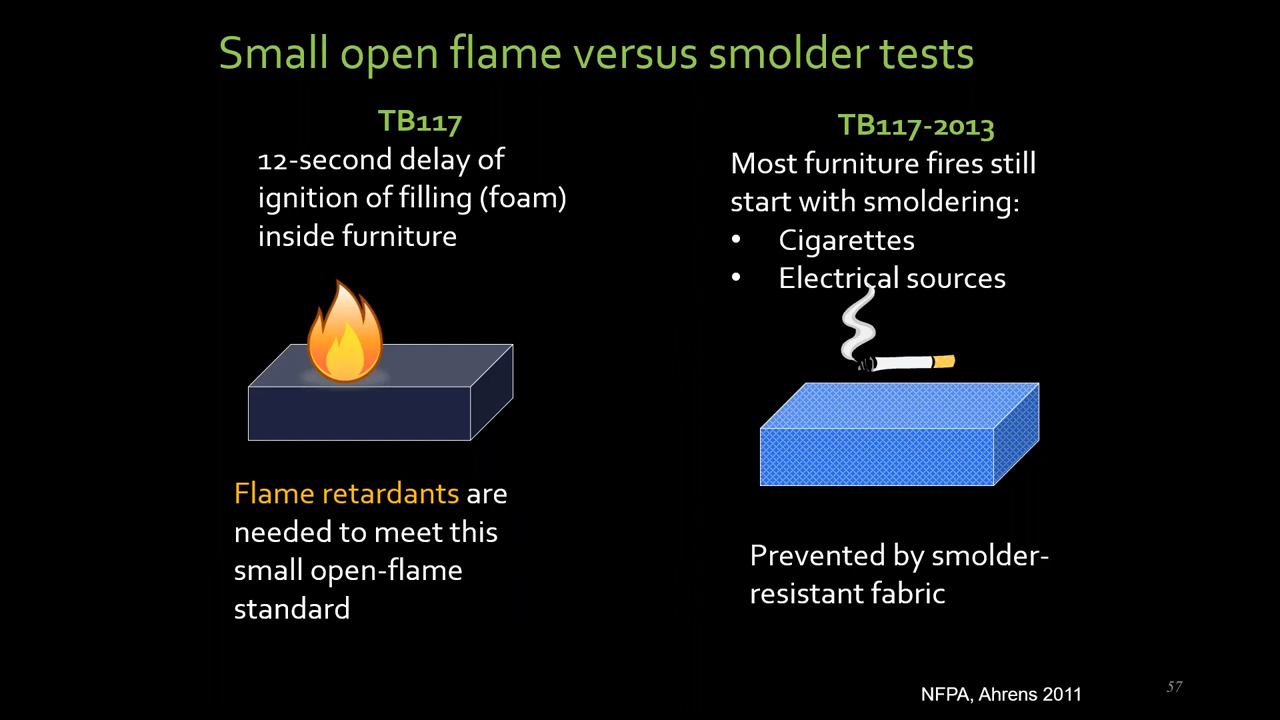 Small open flame versus smolder tests
TB117
12-second delay of
ignition of filling (foam)
inside furniture
Flame retardants are
needed to meet this
small open-flame
standard
TB117-2013
Most furniture fires still
start with smoldering:
• Cigarettes
• Electrical sources
Prevented by smolder-
resistant fabric
NFPA, Ahrens 2011
57